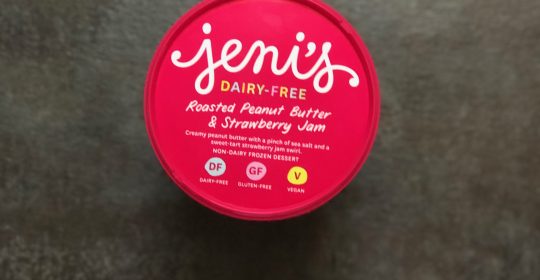 jeni's
DAIRY-FREE
Roasted Peanut Butter
& Strawberry Jam
Creamy peanut butter with a pinch of sea salt and a
sweet-tart strawberry jam swirl.
NON-DAIRY FROZEN DESSERT
DF GF V
DAIRY-FREE GLUTEN-FREE VEGAN